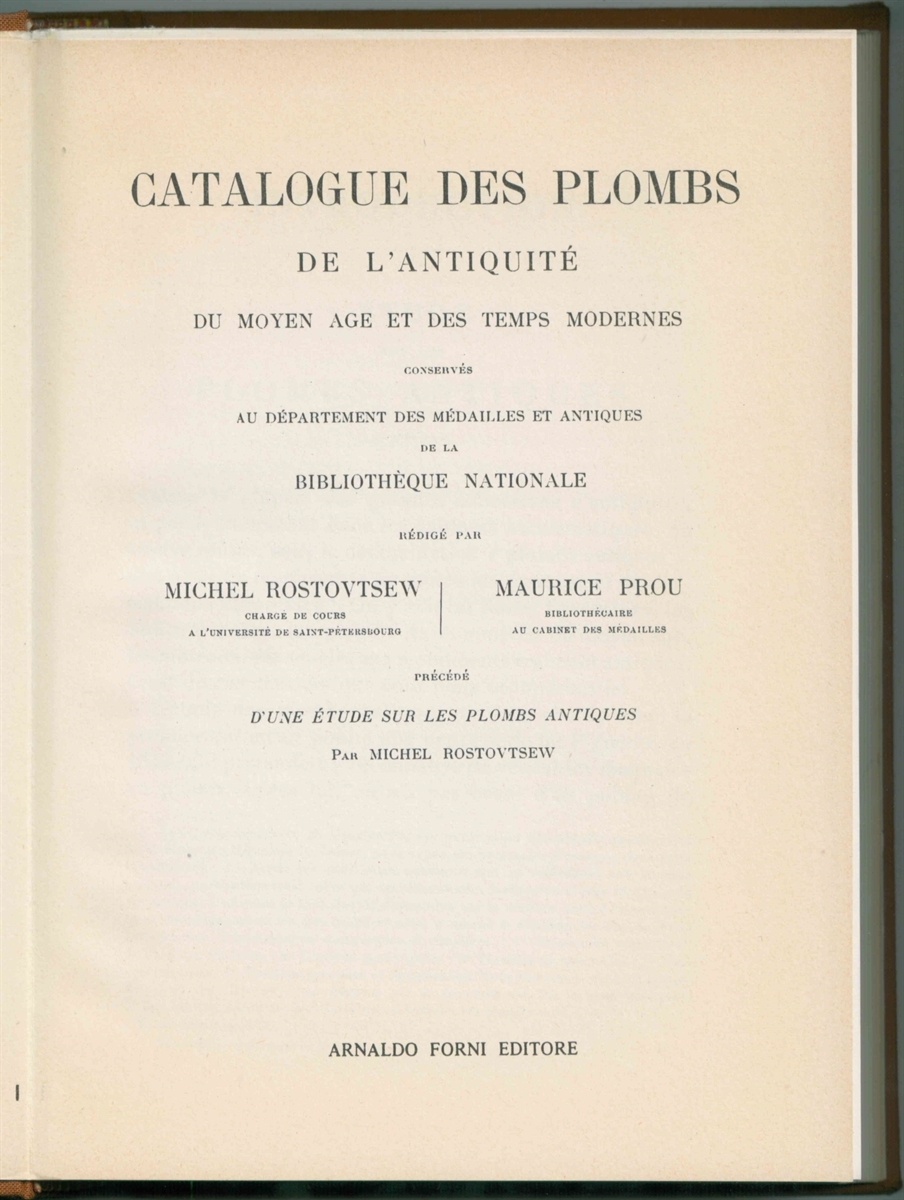 CATALOGUE DES PLOMBS
DE L'ANTIQUITÉ
DU MOYEN AGE ET DES TEMPS MODERNES
CONSERVÉS
AU DÉPARTEMENT DES MÉDAILLES ET ANTIQUES
DE LA
BIBLIOTHÈQUE NATIONALE
RÉDIGÉ PAR
MICHEL ROSTOVTSEW
CHARGÉ DE COURS
A L'UNIVERSITÉ DE SAINT-PÉTERSBOURG
MAURICE PROU
BIBLIOTHÉCAIRE
AU CABINET DES MÉDAILLES
PRÉCÉDÉ
D'UNE ÉTUDE SUR LES PLOMBS ANTIQUES
PAR MICHEL ROSTOVTSEW
ARNALDO FORNI EDITORE